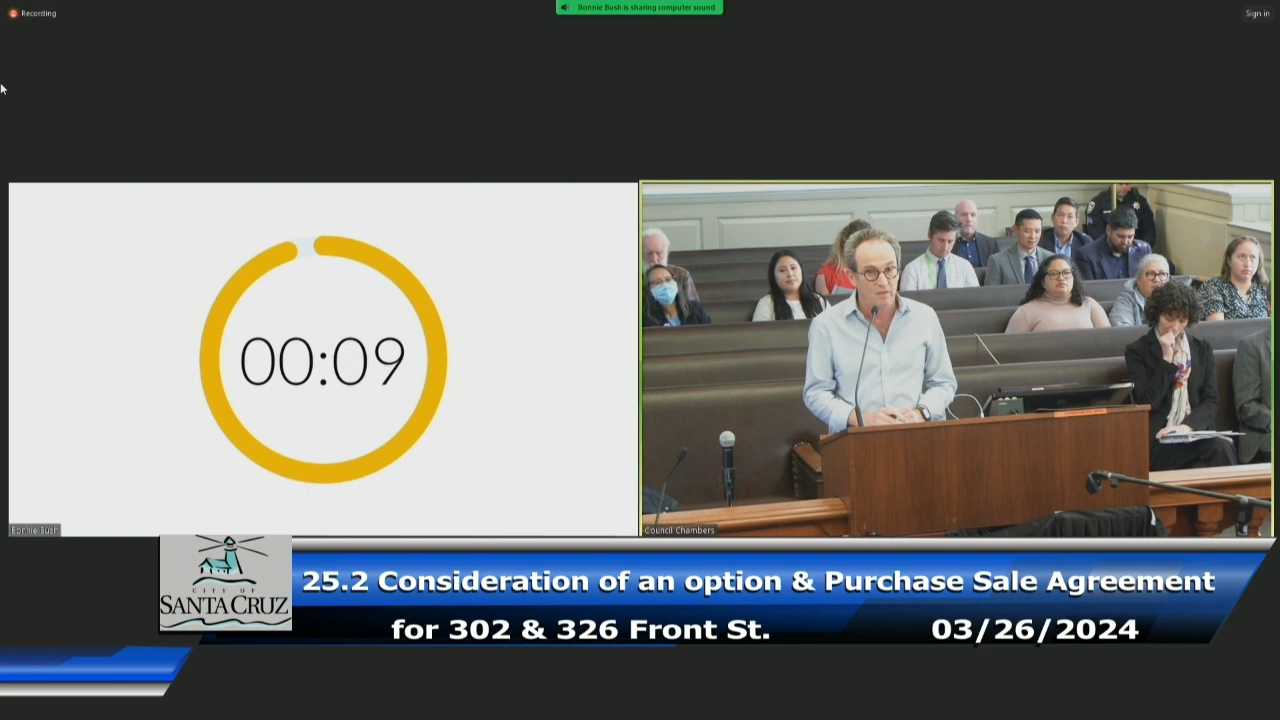 Recording
Bonnie Bush is sharing computer sound
Sign in
00:09
Bonnie Bush
Council Chambers
CITY OF
SANTA CRUZ
25.2 Consideration of an option & Purchase Sale Agreement
for 302 & 326 Front St.
03/26/2024